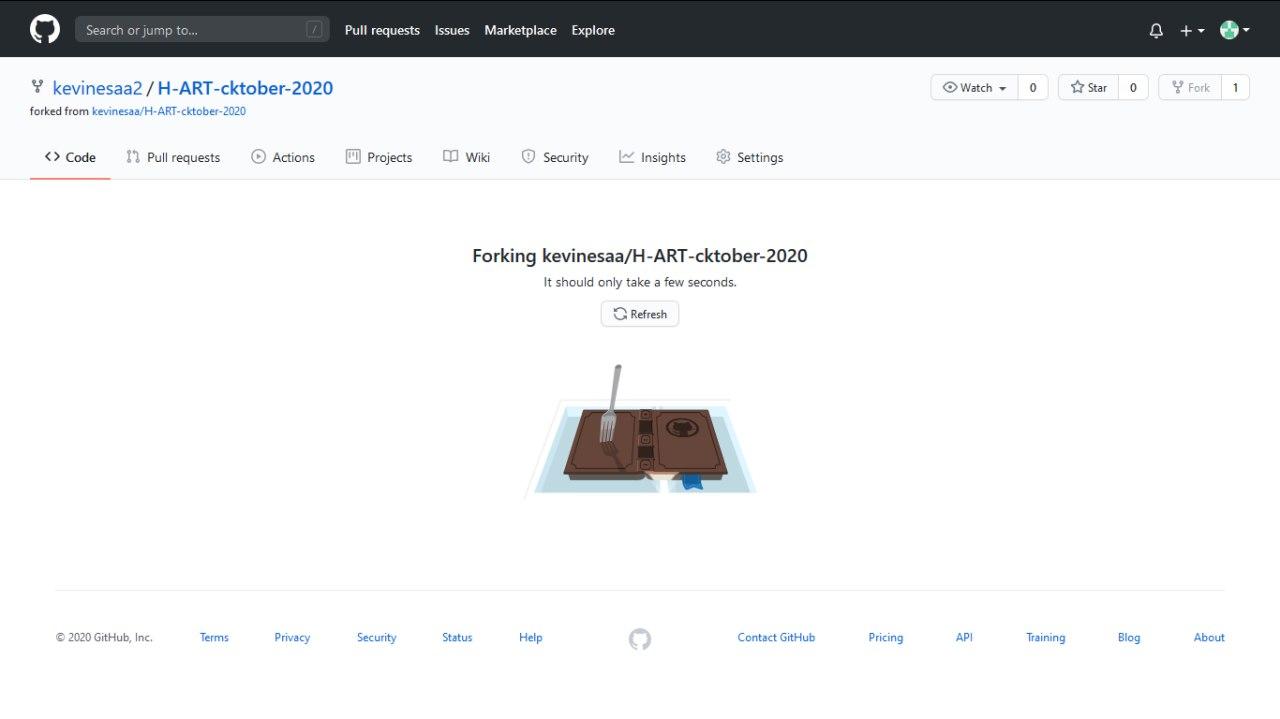 Search or jump to... /
Pull requests Issues Marketplace Explore
kevinesaa2 / H-ART-cktober-2020
Watch 0 Star 0 Fork 1
forked from kevinesaa/H-ART-cktober-2020
Code Pull requests Actions Projects Wiki Security Insights Settings
Forking kevinesaa/H-ART-cktober-2020
It should only take a few seconds.
Refresh
© 2020 GitHub, Inc. Terms Privacy Security Status Help Contact GitHub Pricing API Training Blog About